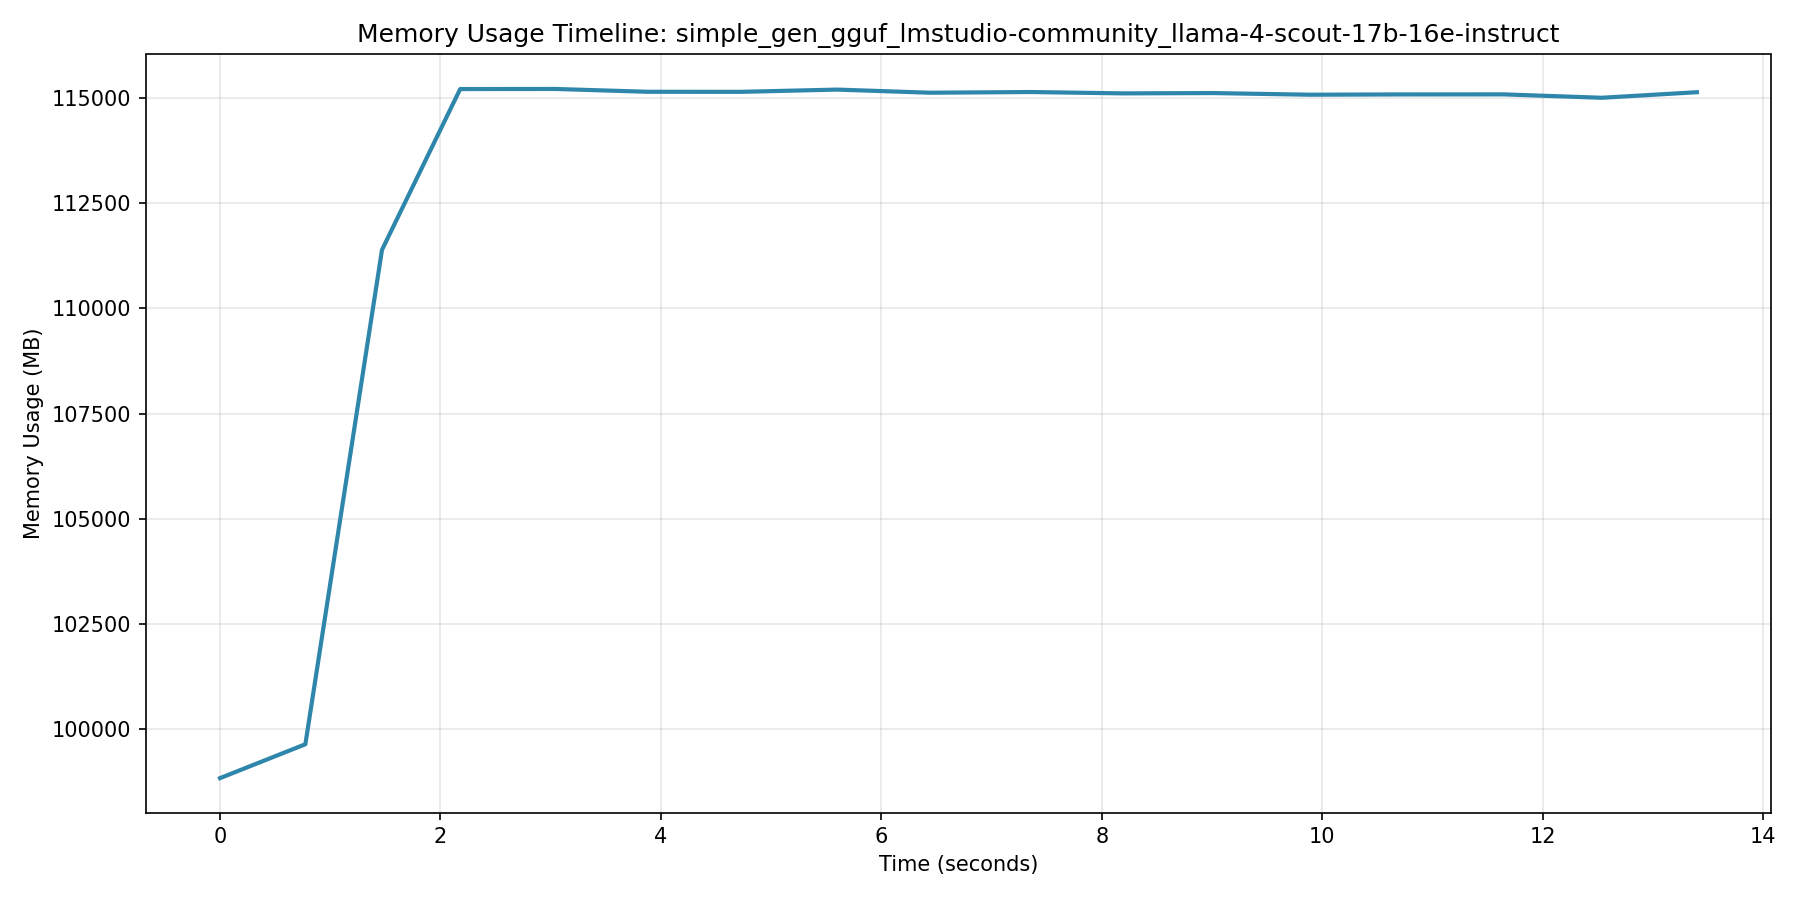 Memory Usage Timeline: simple_gen_gguf_lmstudio-community_llama-4-scout-17b-16e-instruct
Memory Usage (MB)
115000
112500
110000
107500
105000
102500
100000
0 2 4 6 8 10 12 14
Time (seconds)